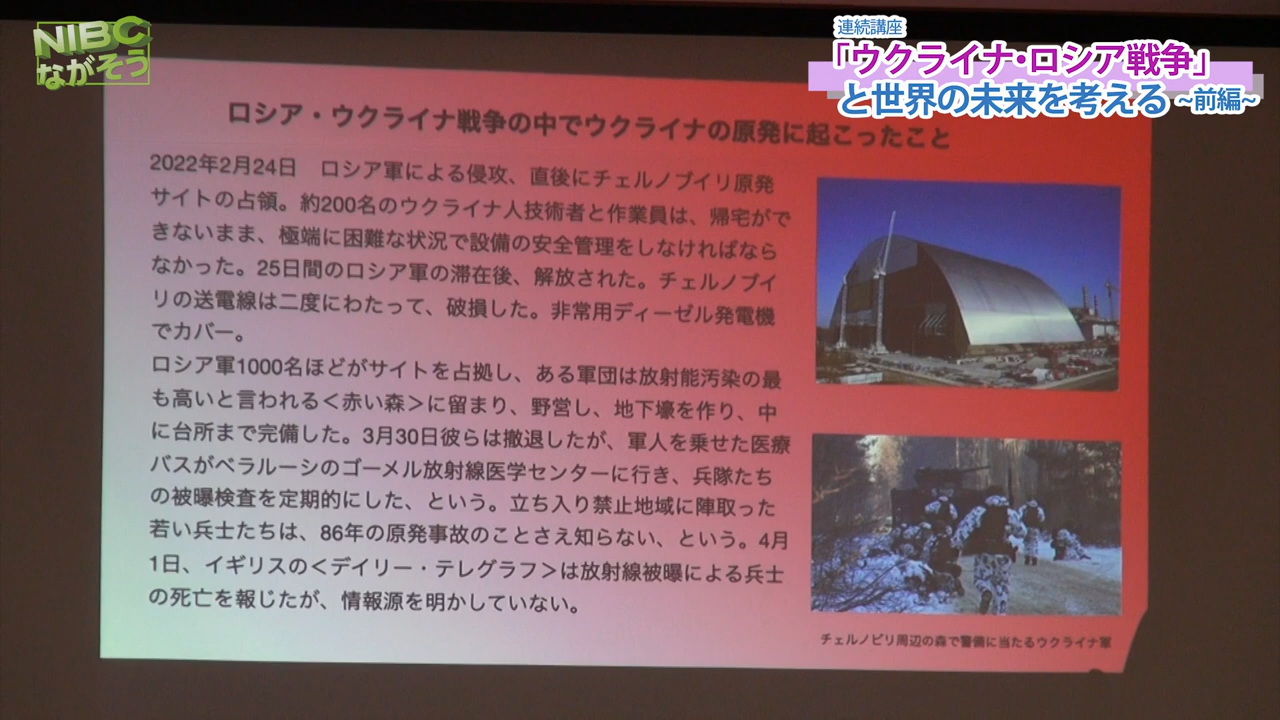 NIBC
ながそう
連続講座
「ウクライナ・ロシア戦争」
と世界の未来を考える ~前編~
ロシア・ウクライナ戦争の中でウクライナの原発に起こったこと
2022年2月24日　ロシア軍による侵攻、直後にチェルノブイリ原発
サイトの占領。約200名のウクライナ人技術者と作業員は、帰宅がで
きないまま、極端に困難な状況で設備の安全管理をしなければなら
なかった。25日間のロシア軍の滞在後、解放された。チェルノブイ
リの送電線は二度にわたって、破損した。非常用ディーゼル発電機
でカバー。
ロシア軍1000名ほどがサイトを占拠し、ある軍団は放射能汚染の最
も高いと言われる＜赤い森＞に留まり、野営し、地下壕を作り、中
に台所まで完備した。3月30日彼らは撤退したが、軍人を乗せた医療
バスがベラルーシのゴーメル放射線医学センターに行き、兵隊たち
の被曝検査を定期的にした、という。立ち入り禁止地域に陣取った
若い兵士たちは、86年の原発事故のことさえ知らない、という。4月
1日、イギリスの＜デイリー・テレグラフ＞は放射線被曝による兵士
の死亡を報じたが、情報源を明かしていない。
チェルノビリ周辺の森で警備に当たるウクライナ軍